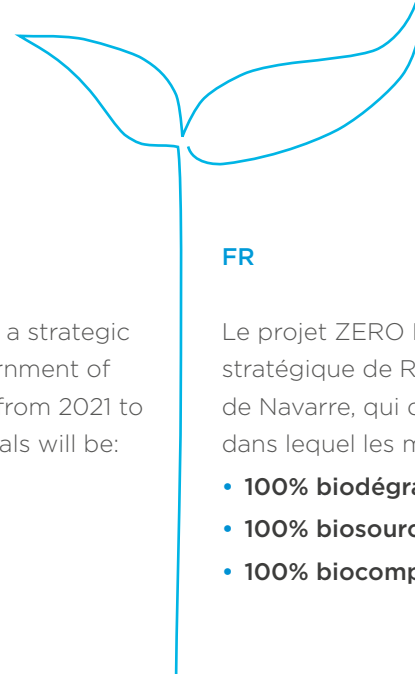 a strategic
rnment of
from 2021 to
als will be:
FR
Le projet ZERO
stratégique de R
de Navarre, qui
dans lequel les
• 100% biodégra
• 100% biosourc
• 100% biocomp